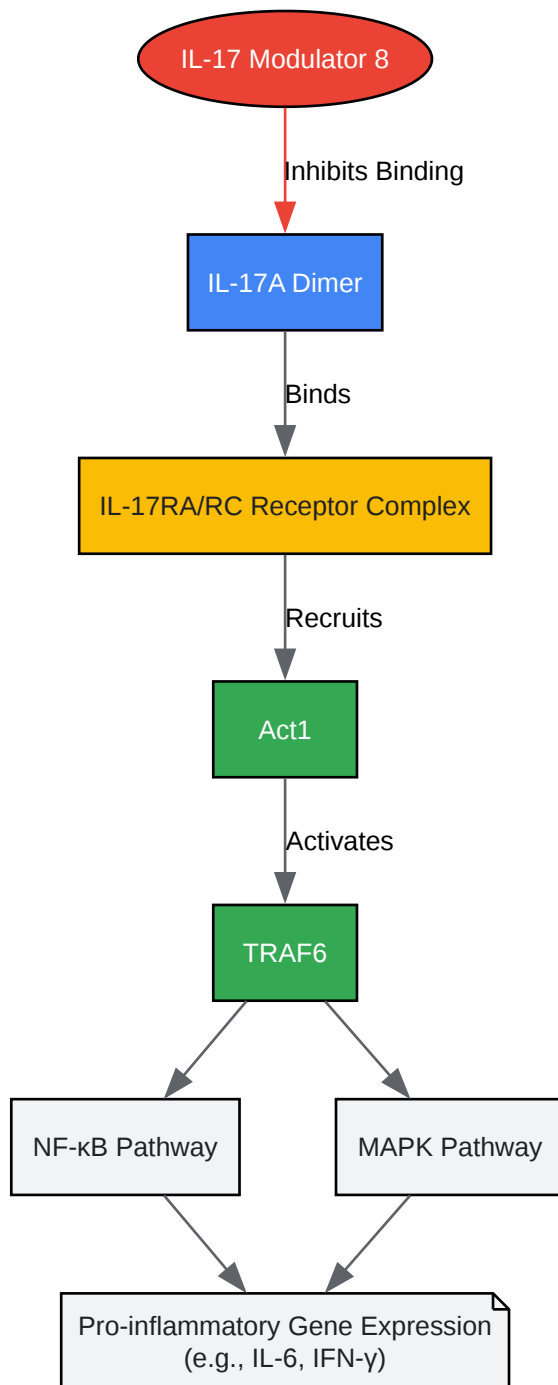 IL-17 Modulator 8
Inhibits Binding
IL-17A Dimer
Binds
IL-17RA/RC Receptor Complex
Recruits
Act1
Activates
TRAF6
NF-κB Pathway
MAPK Pathway
Pro-inflammatory Gene Expression
(e.g., IL-6, IFN-γ)